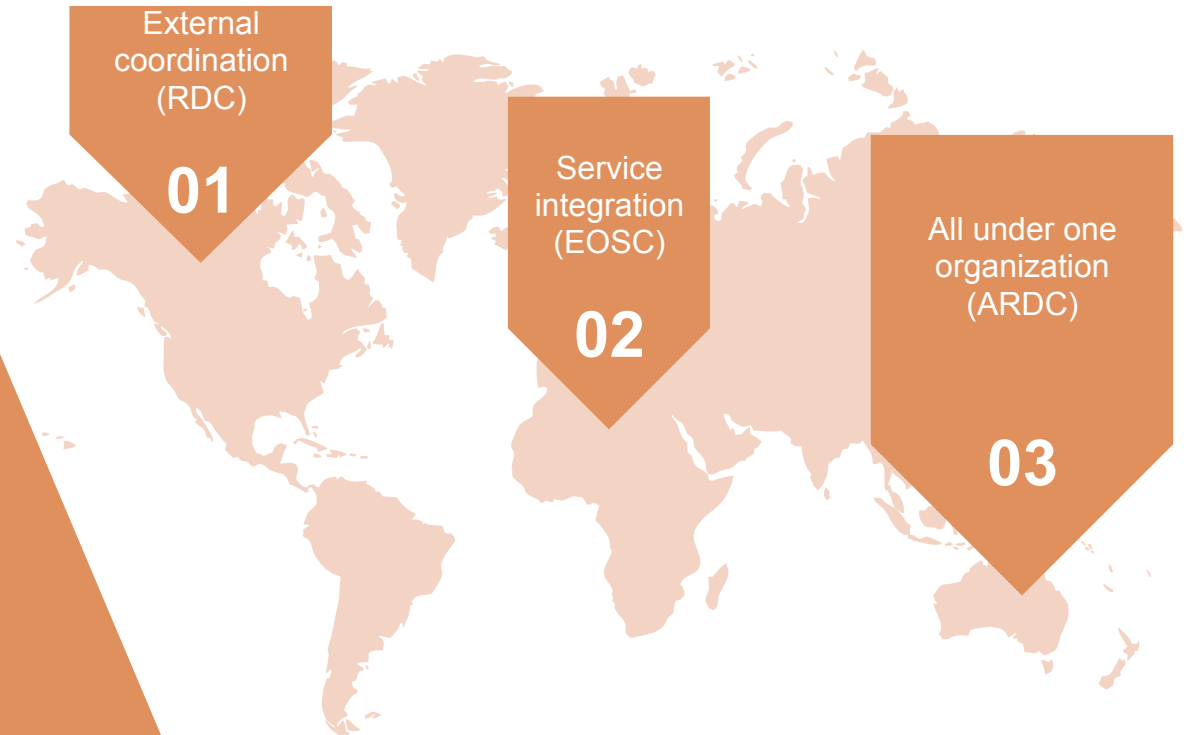 External
coordination
(RDC)
01
Service
integration
(EOSC)
02
All under one
organization
(ARDC)
03